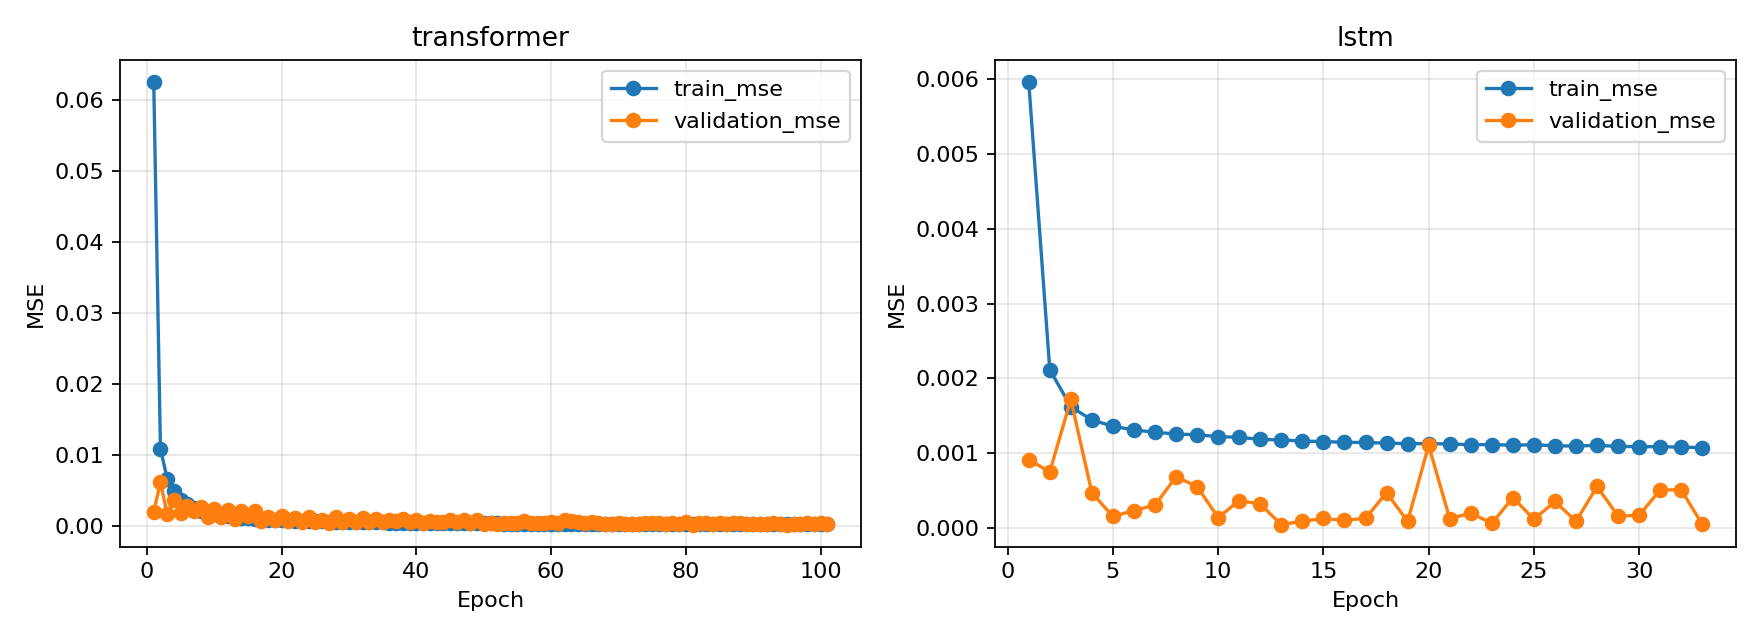 transformer
train_mse
validation_mse
0.06
0.05
0.04
0.03
0.02
0.01
0.00
MSE
0 20 40 60 80 100
Epoch
lstm
train_mse
validation_mse
0.006
0.005
0.004
0.003
0.002
0.001
0.000
MSE
0 5 10 15 20 25 30
Epoch